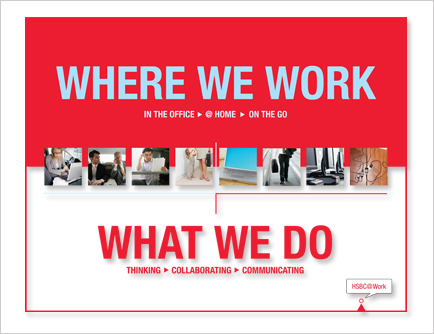 WHERE WE WORK
IN THE OFFICE ▸ @ HOME ▸ ON THE GO
WHAT WE DO
THINKING ▸ COLLABORATING ▸ COMMUNICATING
HSBC@Work